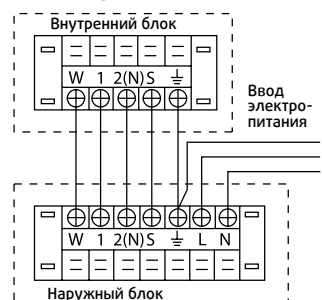 Внутренний блок
W 1 2(N) S ⏚
Ввод
электро-
питания
W 1 2(N) S ⏚ L N
Наружный блок